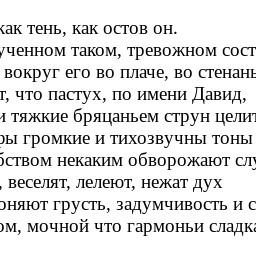 как тень, как остов он.
ученном таком, тревожном сост
вокруг его во плаче, во стенань
т, что пастух, по имени Давид,
и тяжкие бряцаньем струн целит
ры громкие и тихозвучны тоны
бством некаким обворожают слу
, веселят, лелеют, нежат дух
оняют грусть, задумчивость и с
ом, мочной что гармоньи сладка